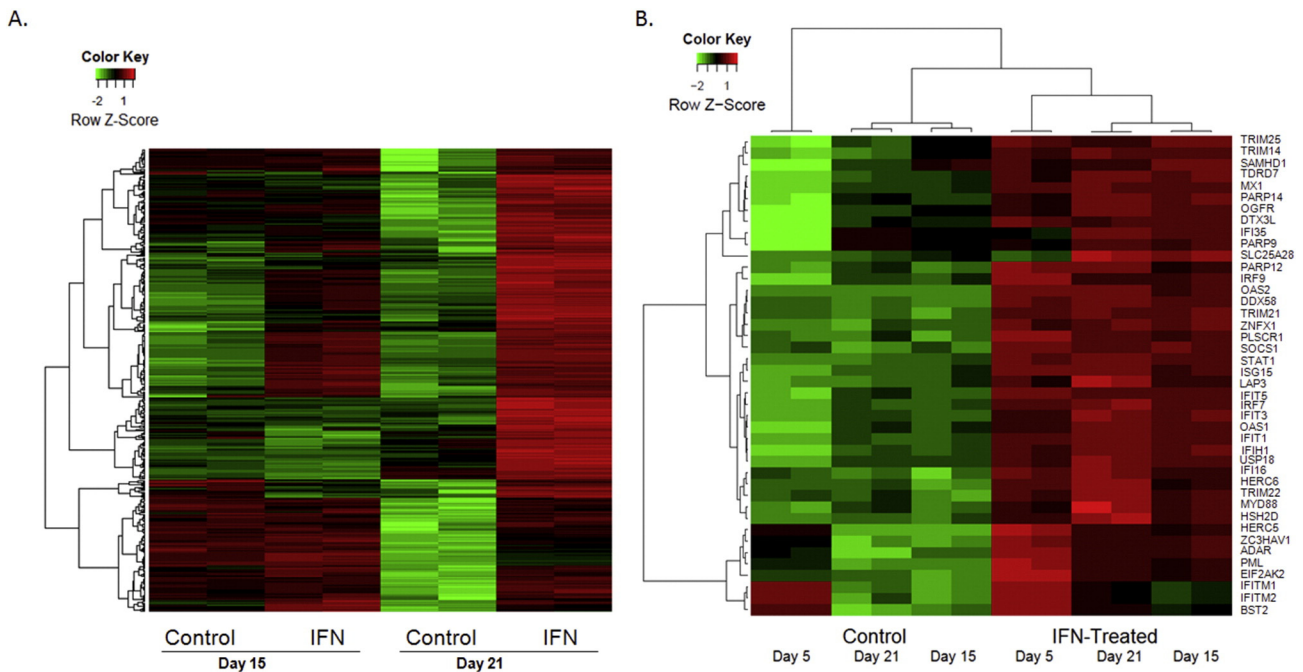 A.
Color Key
-2 1
Row Z-Score
Control IFN Control IFN
Day 15 Day 21
B.
Color Key
−2 1
Row Z−Score
TRIM25
TRIM14
SAMHD1
TDRD7
MX1
PARP14
OGFR
DTX3L
IFI35
PARP9
SLC25A28
PARP12
IRF9
OAS2
DDX58
TRIM21
ZNFX1
PLSCR1
SOCS1
STAT1
ISG15
LAP3
IFIT5
IRF7
IFIT3
OAS1
IFIT1
IFIH1
USP18
IFI16
HERC6
TRIM22
MYD88
HSH2D
HERC5
ZC3HAV1
ADAR
PML
EIF2AK2
IFITM1
IFITM2
BST2
Control IFN-Treated
Day 5 Day 21 Day 15 Day 5 Day 21 Day 15